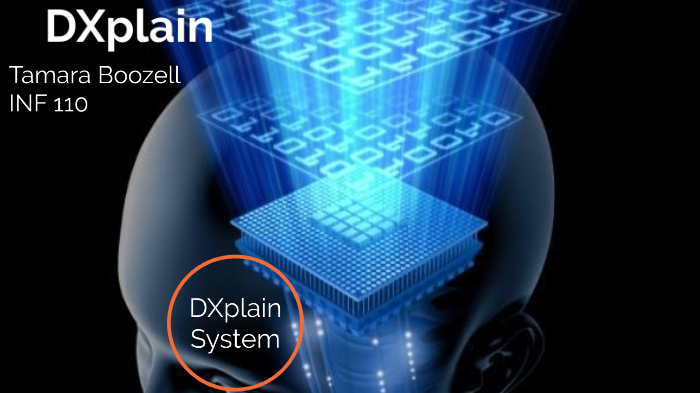 DXplain
Tamara Boozell
INF 110
DXplain
System